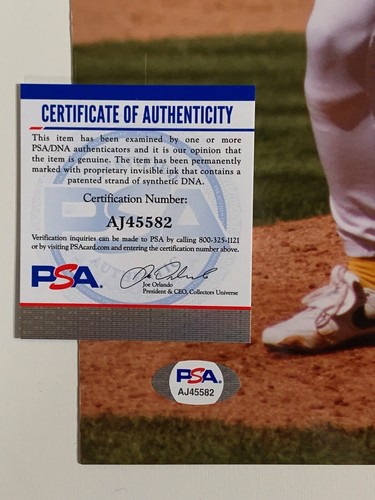 CERTIFICATE OF AUTHENTICITY
This item has been examined by one or more
PSA/DNA authenticators and it is our opinion that
the item is genuine. The item has been permanently
marked with proprietary invisible ink that contains a
patented strand of synthetic DNA.
Certification Number:
AJ45582
Verification inquiries can be made to PSA by calling 800-325-1121
or by visiting PSAcard.com and entering the certification number above.
PSA.
Joe Orlando
Joe Orlando
President & CEO, Collectors Universe
PSA.
AJ45582